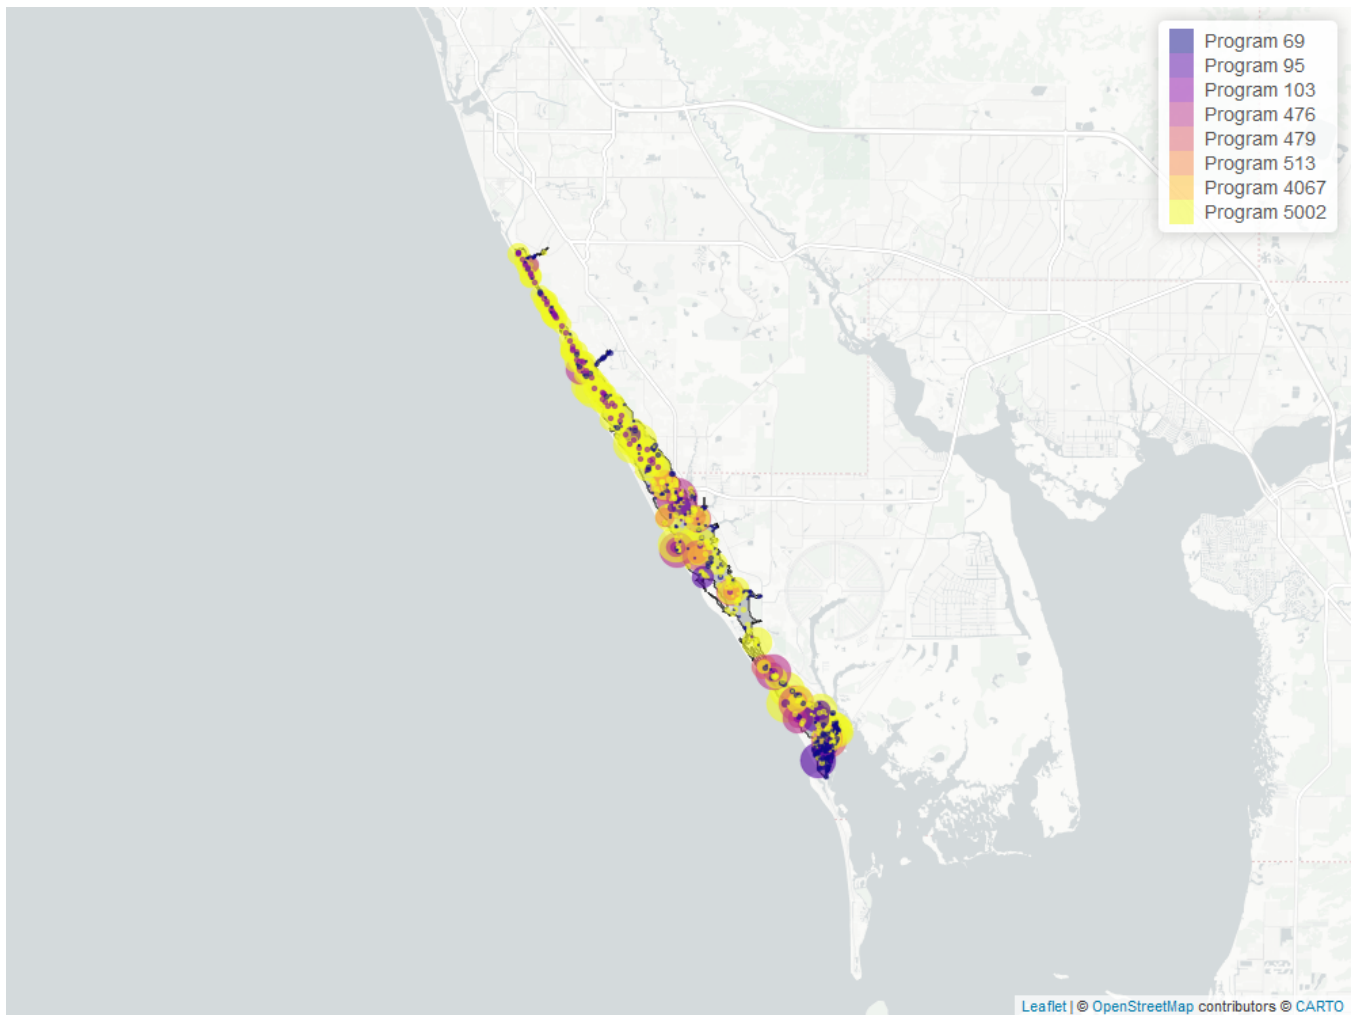 Program 69
Program 95
Program 103
Program 476
Program 479
Program 513
Program 4067
Program 5002
Leaflet | © OpenStreetMap contributors © CARTO